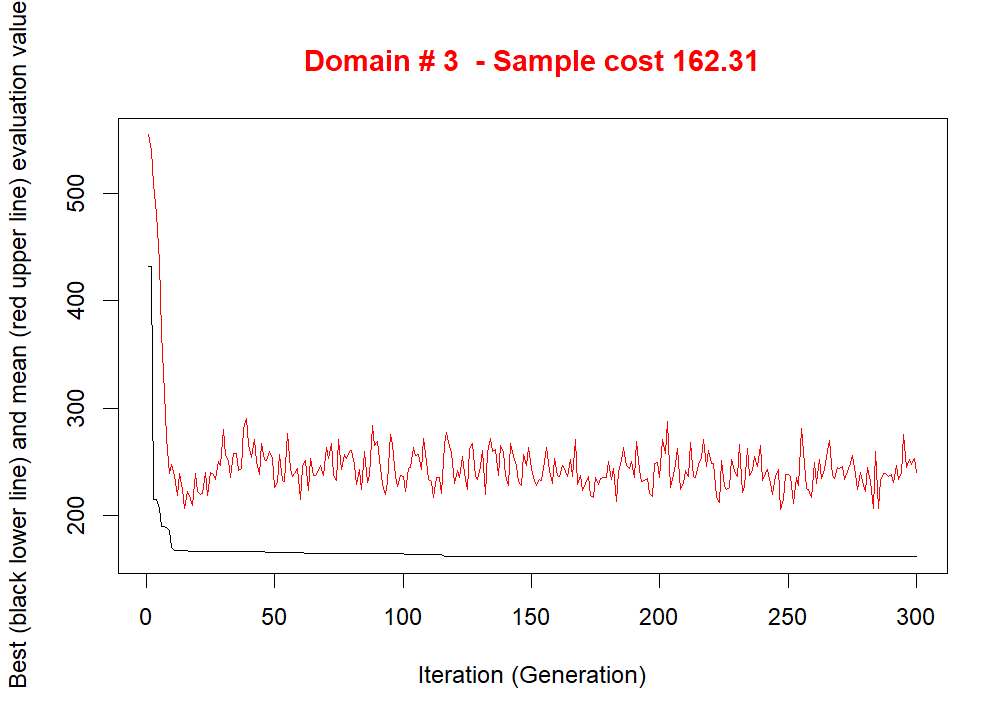 Domain # 3  - Sample cost 162.31
Best (black lower line) and mean (red upper line) evaluation value
500
400
300
200
0 50 100 150 200 250 300
Iteration (Generation)